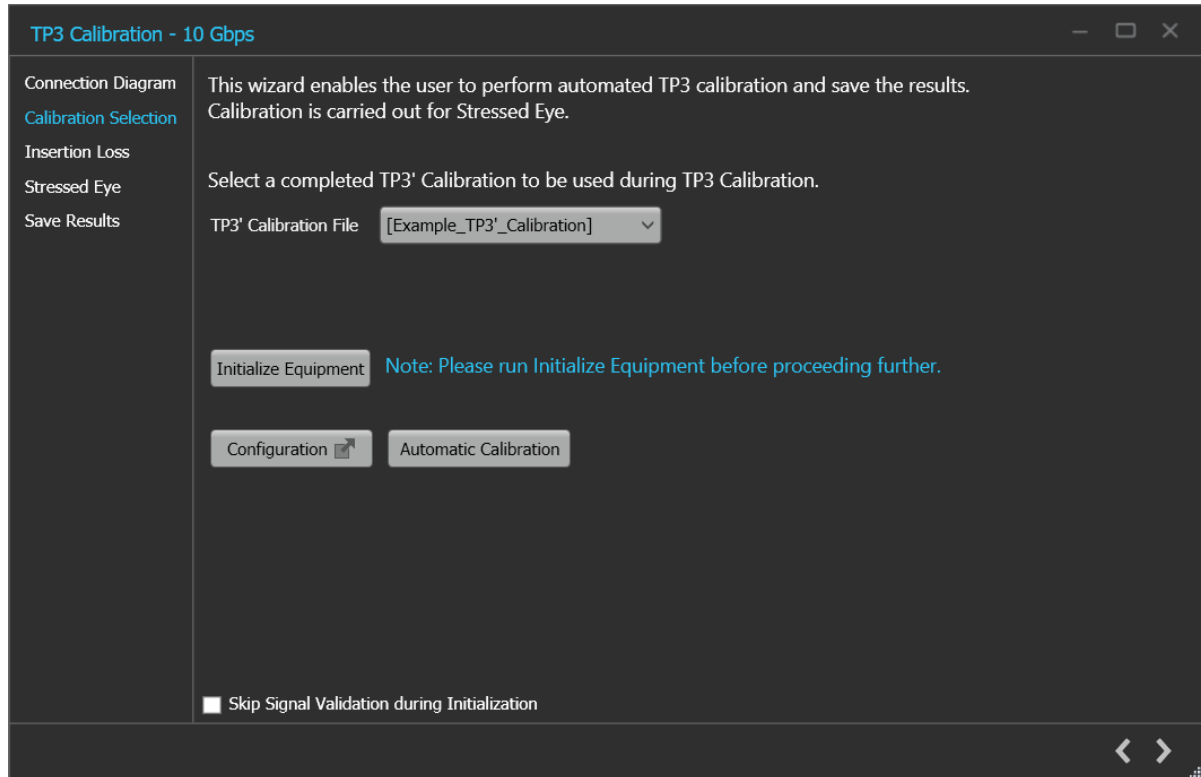 TP3 Calibration - 10 Gbps
Connection Diagram
Calibration Selection
Insertion Loss
Stressed Eye
Save Results
This wizard enables the user to perform automated TP3 calibration and save the results.
Calibration is carried out for Stressed Eye.
Select a completed TP3' Calibration to be used during TP3 Calibration.
TP3' Calibration File [Example_TP3'_Calibration]
Initialize Equipment Note: Please run Initialize Equipment before proceeding further.
Configuration Automatic Calibration
Skip Signal Validation during Initialization